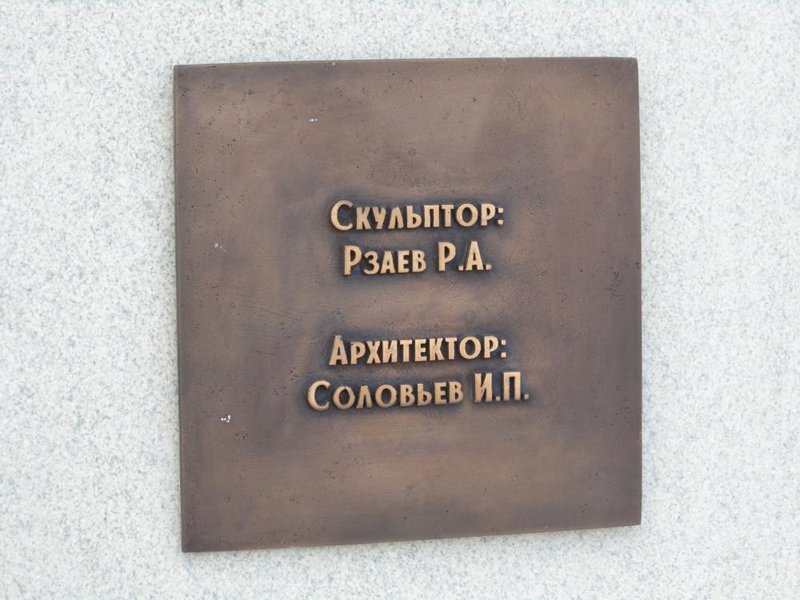 Скульптор:
Рзаев Р.А.
Архитектор:
Соловьев И.П.